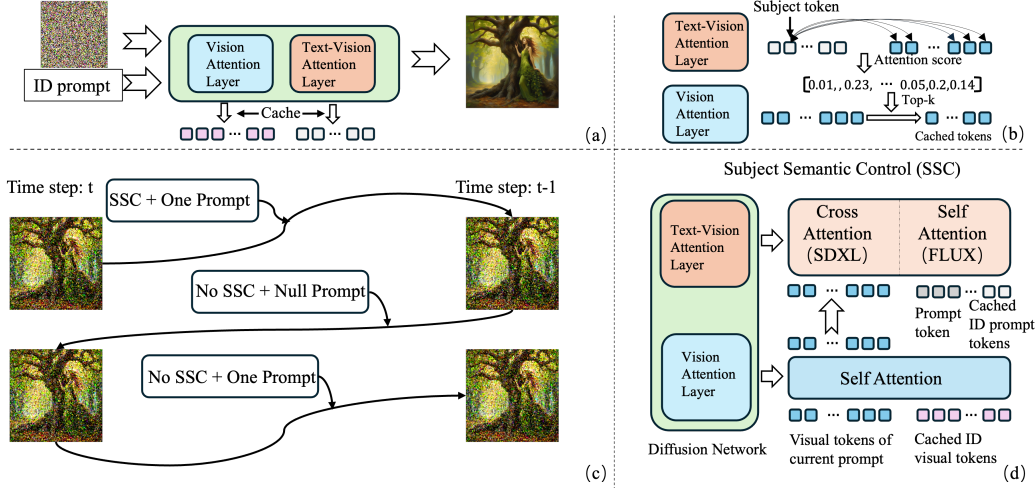 ID prompt
Vision
Attention
Layer
Text-Vision
Attention
Layer
Cache
...
...
(a)
Subject token
Text-Vision
Attention
Layer
... ...
Attention score
[0.01, , 0.23, ... 0.05,0.2,0.14]
Top-k
Vision
Attention
Layer
... ...
Cached tokens
(b)
Time step: t
SSC + One Prompt
Time step: t-1
No SSC + Null Prompt
No SSC + One Prompt
(c)
Subject Semantic Control (SSC)
Text-Vision
Attention
Layer
Cross
Attention
(SDXL)
Self
Attention
(FLUX)
... ...
Prompt
token
Cached
ID prompt
tokens
...
Vision
Attention
Layer
Self Attention
... ...
Diffusion Network
Visual tokens of
current prompt
Cached ID
visual tokens
(d)